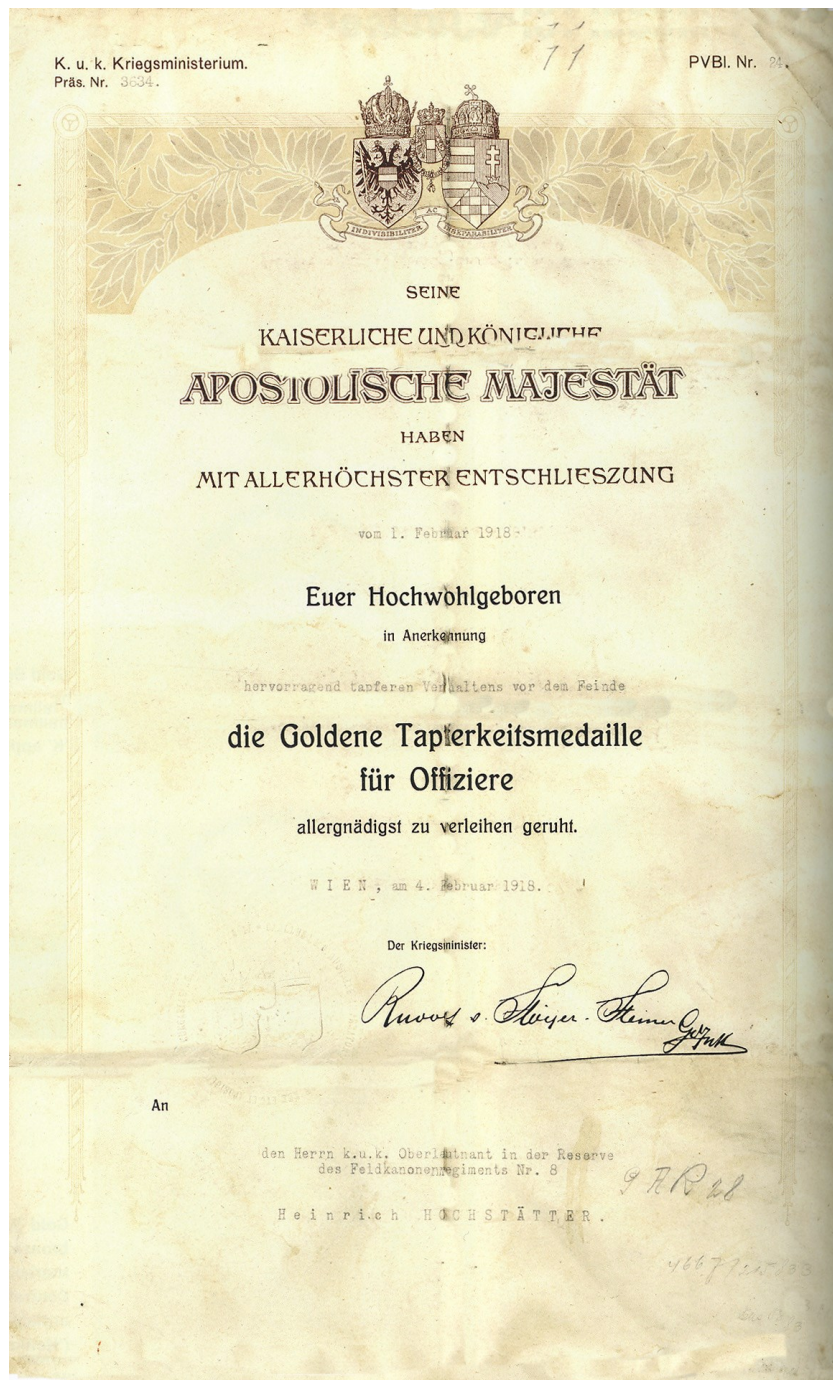 K. u. k. Kriegsministerium.
Präs. Nr. 3634.
PVBl. Nr. 24.
INDIVISIBILITER AC INSEPARABILITER
SEINE
KAISERLICHE UND KÖNIGLICHE
APOSTOLISCHE MAJESTÄT
HABEN
MIT ALLERHÖCHSTER ENTSCHLIESZUNG
vom 1. Februar 1918
Euer Hochwohlgeboren
in Anerkennung
hervorragend tapferen Verhaltens vor dem Feinde
die Goldene Tapferkeitsmedaille
für Offiziere
allergnädigst zu verleihen geruht.
WIEN, am 4. Februar 1918.
Der Kriegsminister:
An
den Herrn k.u.k. Oberleutnant in der Reserve
des Feldkanonenregiments Nr. 8
Heinrich HOCHSTÄTTER.